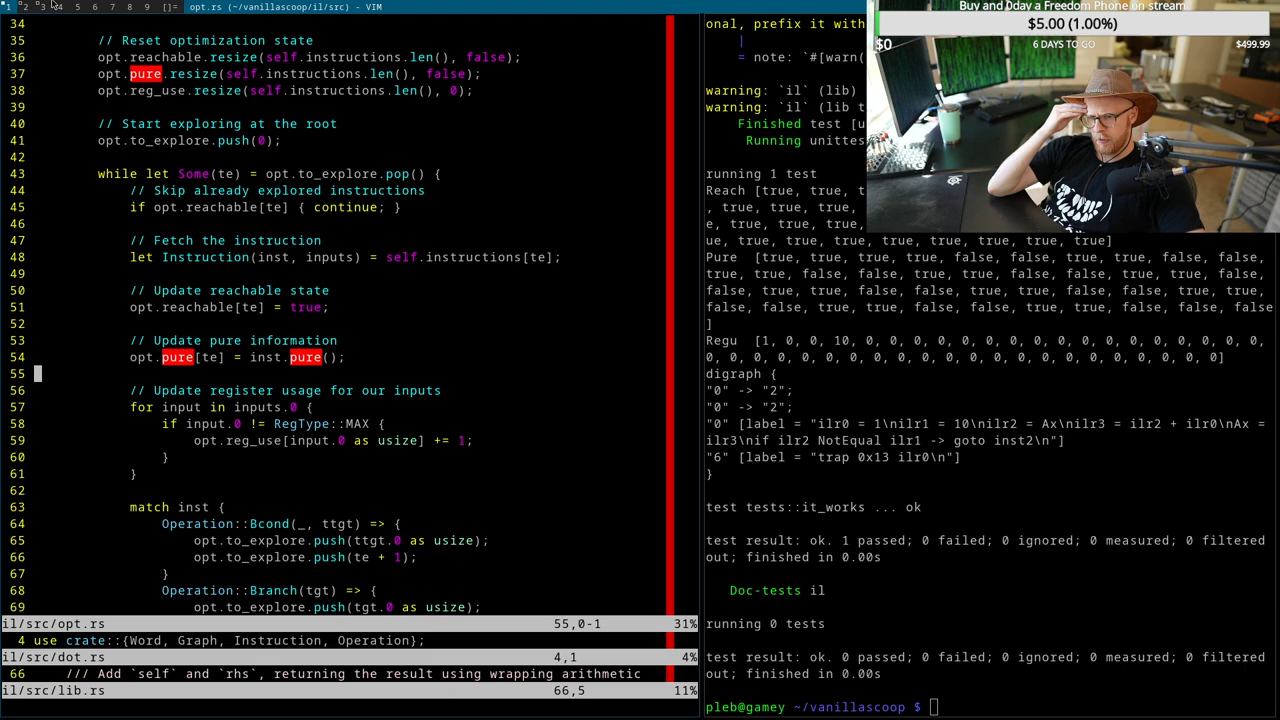 1 2 3 4 5 6 7 8 9 []= opt.rs (~/vanillascoop/il/src) - VIM
34
35 // Reset optimization state
36 opt.reachable.resize(self.instructions.len(), false);
37 opt.pure.resize(self.instructions.len(), false);
38 opt.reg_use.resize(self.instructions.len(), 0);
39
40 // Start exploring at the root
41 opt.to_explore.push(0);
42
43 while let Some(te) = opt.to_explore.pop() {
44 // Skip already explored instructions
45 if opt.reachable[te] { continue; }
46
47 // Fetch the instruction
48 let Instruction(inst, inputs) = self.instructions[te];
49
50 // Update reachable state
51 opt.reachable[te] = true;
52
53 // Update pure information
54 opt.pure[te] = inst.pure();
55
56 // Update register usage for our inputs
57 for input in inputs.0 {
58 if input.0 != RegType::MAX {
59 opt.reg_use[input.0 as usize] += 1;
60 }
61 }
62
63 match inst {
64 Operation::Bcond(_, ttgt) => {
65 opt.to_explore.push(ttgt.0 as usize);
66 opt.to_explore.push(te + 1);
67 }
68 Operation::Branch(tgt) => {
69 opt.to_explore.push(tgt.0 as usize);
il/src/opt.rs 55,0-1 31%
4 use crate::{Word, Graph, Instruction, Operation};
il/src/dot.rs 4,1 4%
66 /// Add `self` and `rhs`, returning the result using wrapping arithmetic
il/src/lib.rs 66,5 11%
onal, prefix it with
|
= note: `#[warn(
warning: `il` (lib)
warning: `il` (lib t
Finished test [u
Running unittes
running 1 test
Reach [true, true, t
, true, true, true,
e, true, true, true,
ue, true, true, true, true, true, true, true]
Pure  [true, true, true, true, false, false, true, true, false, false,
true, true, false, false, true, true, false, false, true, true, false,
false, true, true, false, false, true, true, false, false, true, true,
false, false, true, true, false, false, true, true, false, false, false
]
Regu  [1, 0, 0, 10, 0, 0, 0, 0, 0, 0, 0, 0, 0, 0, 0, 0, 0, 0, 0, 0, 0,
0, 0, 0, 0, 0, 0, 0, 0, 0, 0, 0, 0, 0, 0, 0, 0, 0, 0, 0, 0, 0, 0]
digraph {
"0" -> "2";
"0" -> "2";
"0" [label = "ilr0 = 1\nilr1 = 10\nilr2 = Ax\nilr3 = ilr2 + ilr0\nAx =
ilr3\nif ilr2 NotEqual ilr1 -> goto inst2\n"]
"6" [label = "trap 0x13 ilr0\n"]
}
test tests::it_works ... ok
test result: ok. 1 passed; 0 failed; 0 ignored; 0 measured; 0 filtered
out; finished in 0.00s
Doc-tests il
running 0 tests
test result: ok. 0 passed; 0 failed; 0 ignored; 0 measured; 0 filtered
out; finished in 0.00s
pleb@gamey ~/vanillascoop $
Buy and 0day a Freedom Phone on stream
$5.00 (1.00%)
$0 6 DAYS TO GO $499.99